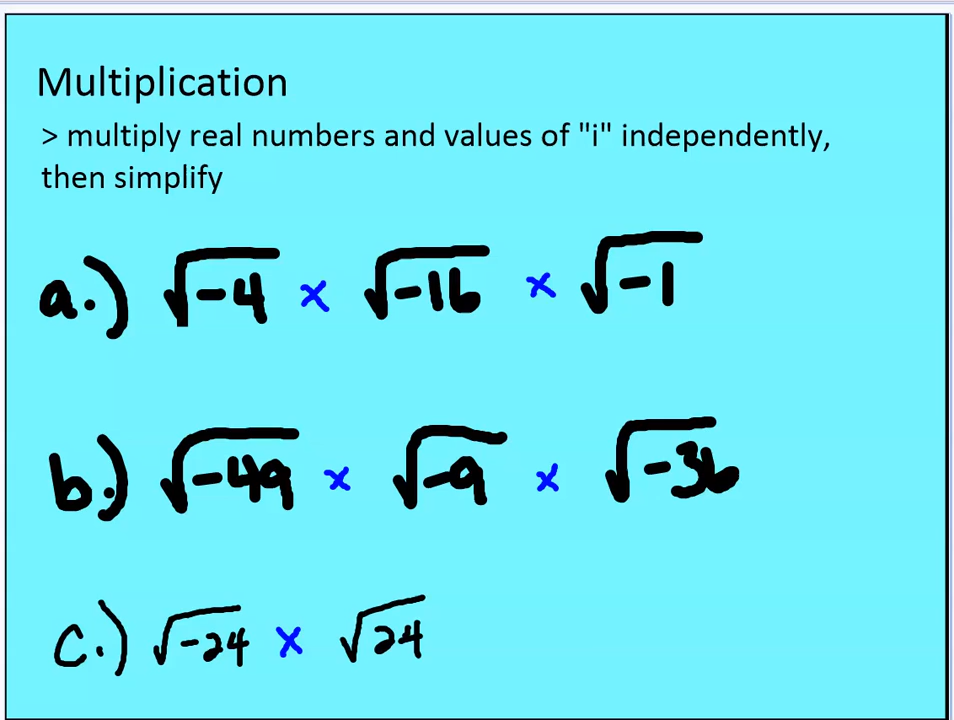 Multiplication
> multiply real numbers and values of "i" independently,
then simplify
a.) √-4 x √-16 x √-1
b.) √-49 x √-9 x √-36
c.) √-24 x √24